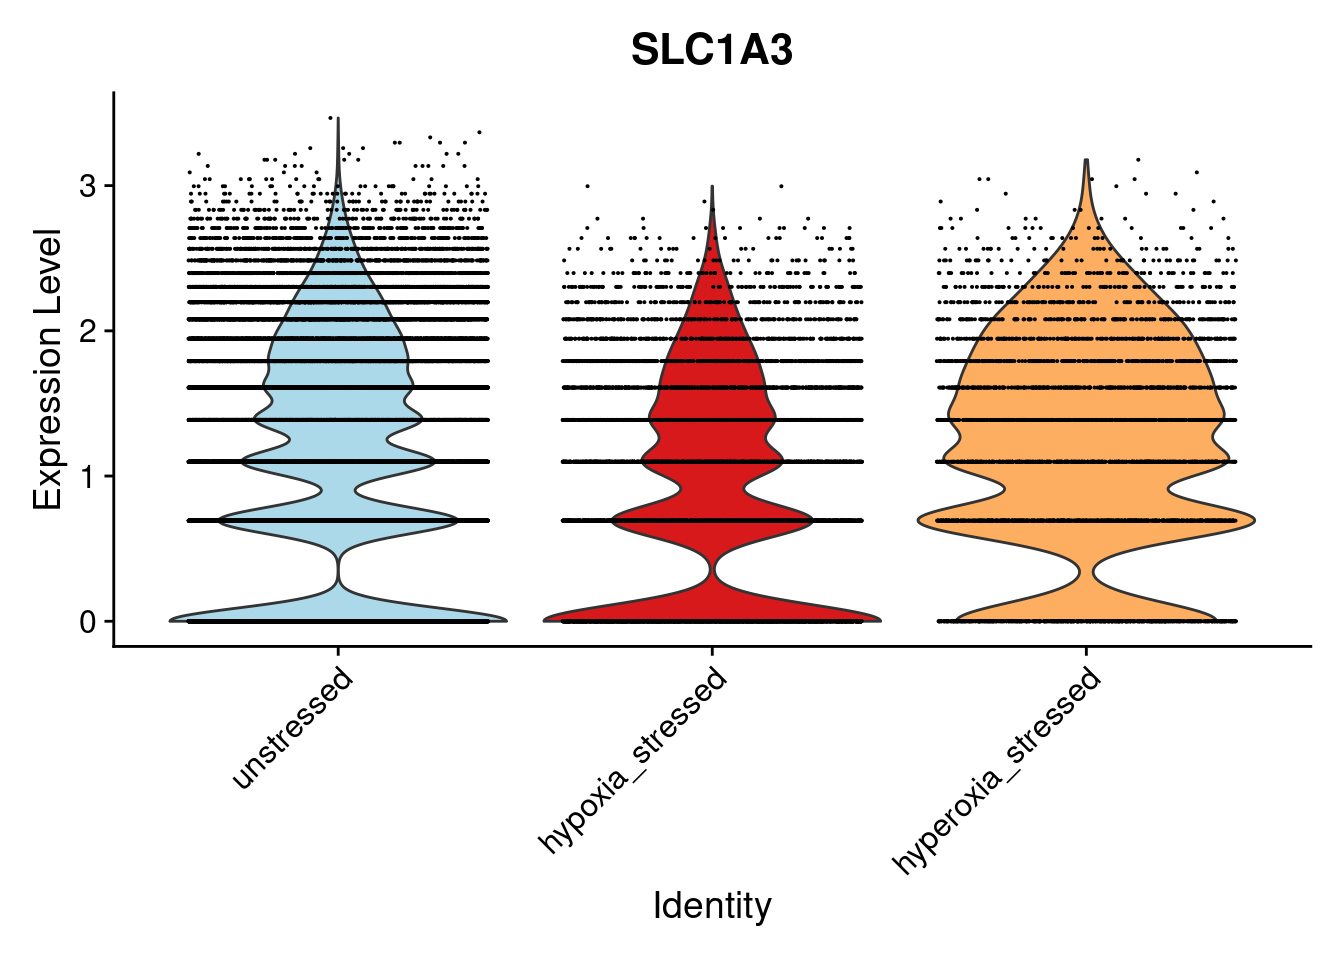 SLC1A3
Expression Level
3
2
1
0
unstressed
hypoxia_stressed
hyperoxia_stressed
Identity